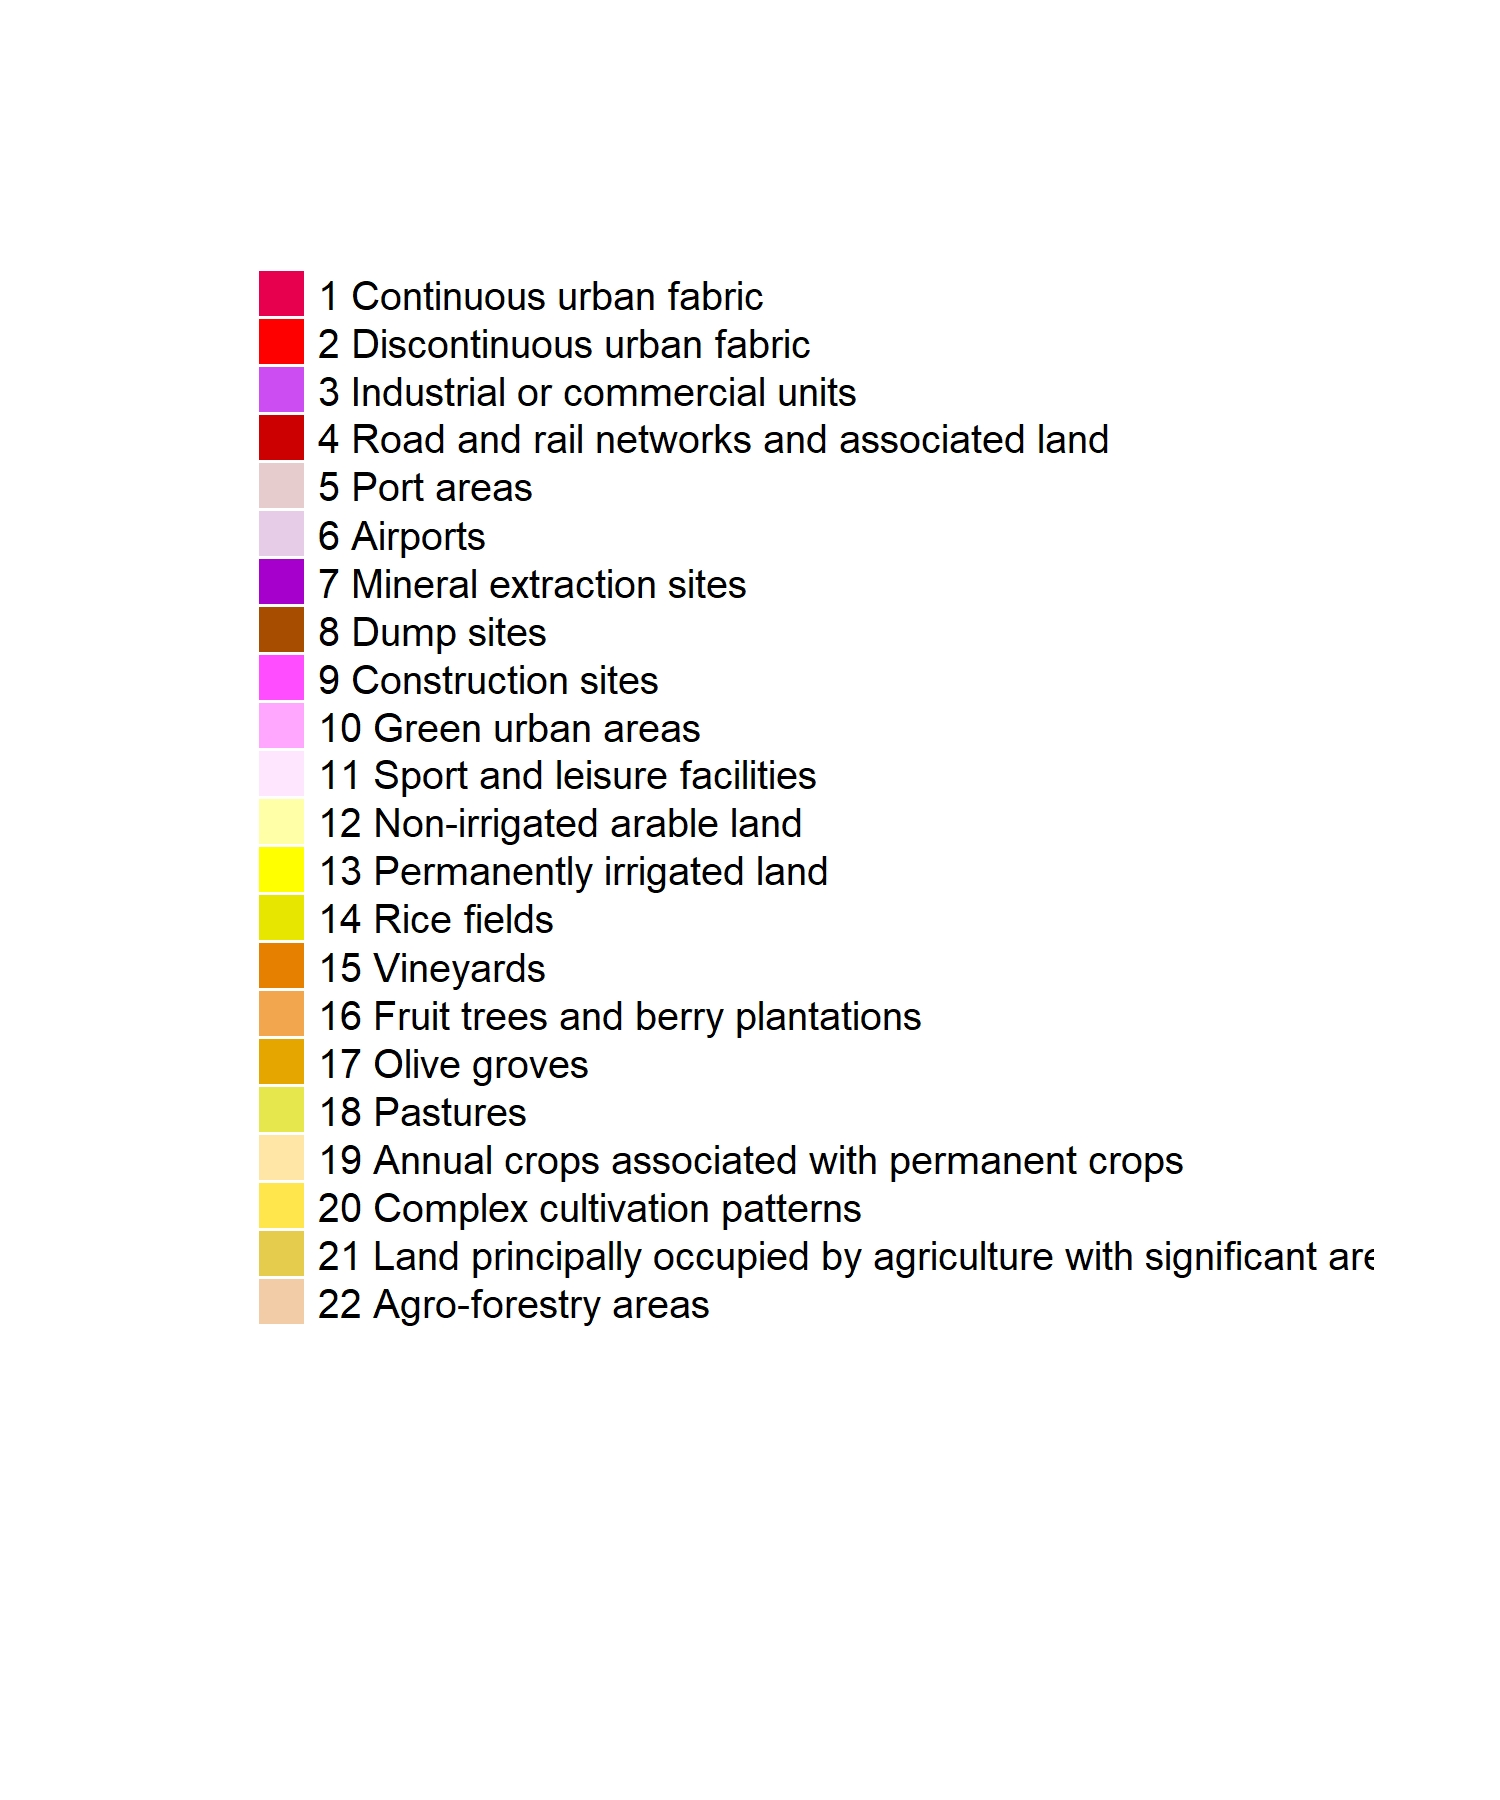 1 Continuous urban fabric
2 Discontinuous urban fabric
3 Industrial or commercial units
4 Road and rail networks and associated land
5 Port areas
6 Airports
7 Mineral extraction sites
8 Dump sites
9 Construction sites
10 Green urban areas
11 Sport and leisure facilities
12 Non-irrigated arable land
13 Permanently irrigated land
14 Rice fields
15 Vineyards
16 Fruit trees and berry plantations
17 Olive groves
18 Pastures
19 Annual crops associated with permanent crops
20 Complex cultivation patterns
21 Land principally occupied by agriculture with significant
22 Agro-forestry areas